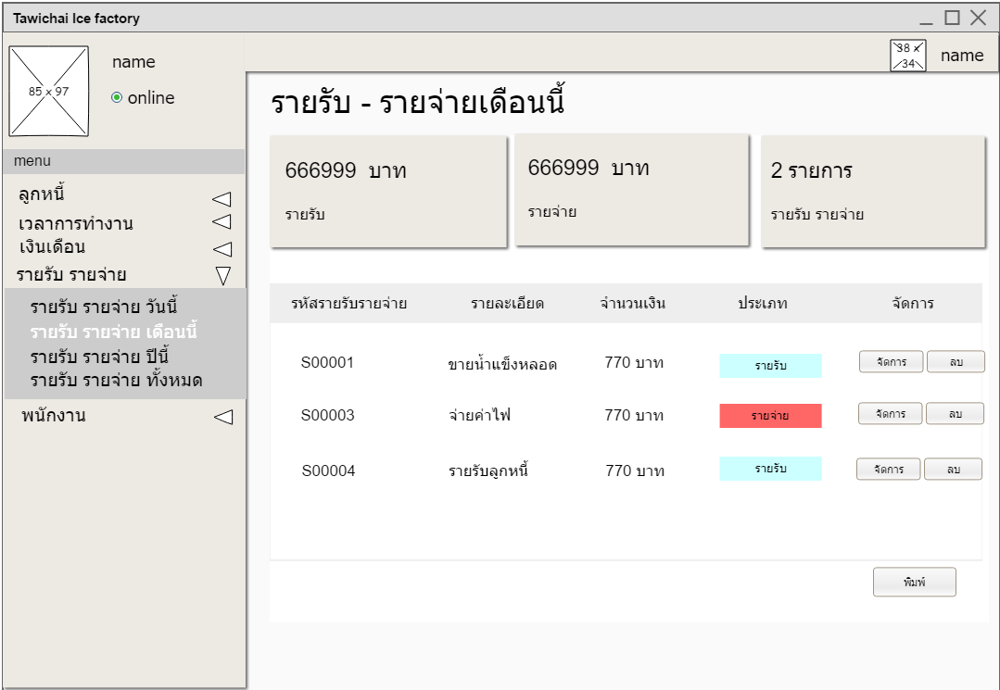 Tawichai Ice factory
85 x 97
name
online
38 x 34
name
menu
ลูกหนี้
เวลาการทำงาน
เงินเดือน
รายรับ รายจ่าย
รายรับ รายจ่าย วันนี้
รายรับ รายจ่าย เดือนนี้
รายรับ รายจ่าย ปีนี้
รายรับ รายจ่าย ทั้งหมด
พนักงาน
รายรับ - รายจ่ายเดือนนี้
666999 บาท
รายรับ
666999 บาท
รายจ่าย
2 รายการ
รายรับ รายจ่าย
รหัสรายรับรายจ่าย รายละเอียด จำนวนเงิน ประเภท จัดการ
S00001 ขายน้ำแข็งหลอด 770 บาท รายรับ จัดการ ลบ
S00003 จ่ายค่าไฟ 770 บาท รายจ่าย จัดการ ลบ
S00004 รายรับลูกหนี้ 770 บาท รายรับ จัดการ ลบ
พิมพ์